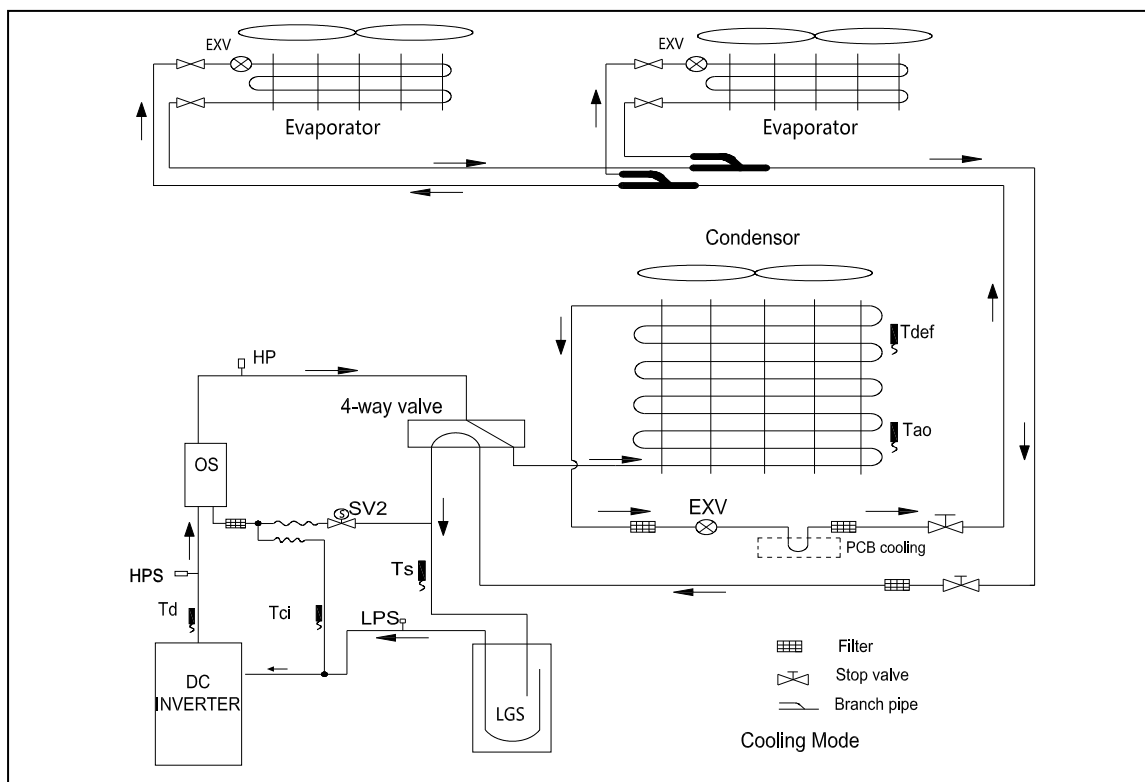 EXV
EXV
Evaporator
Evaporator
Condensor
Tdef
HP
4-way valve
Tao
OS
SV2
EXV
PCB cooling
HPS
Ts
Td
Tci
LPS
Filter
DC
INVERTER
Stop valve
LGS
Branch pipe
Cooling Mode
S